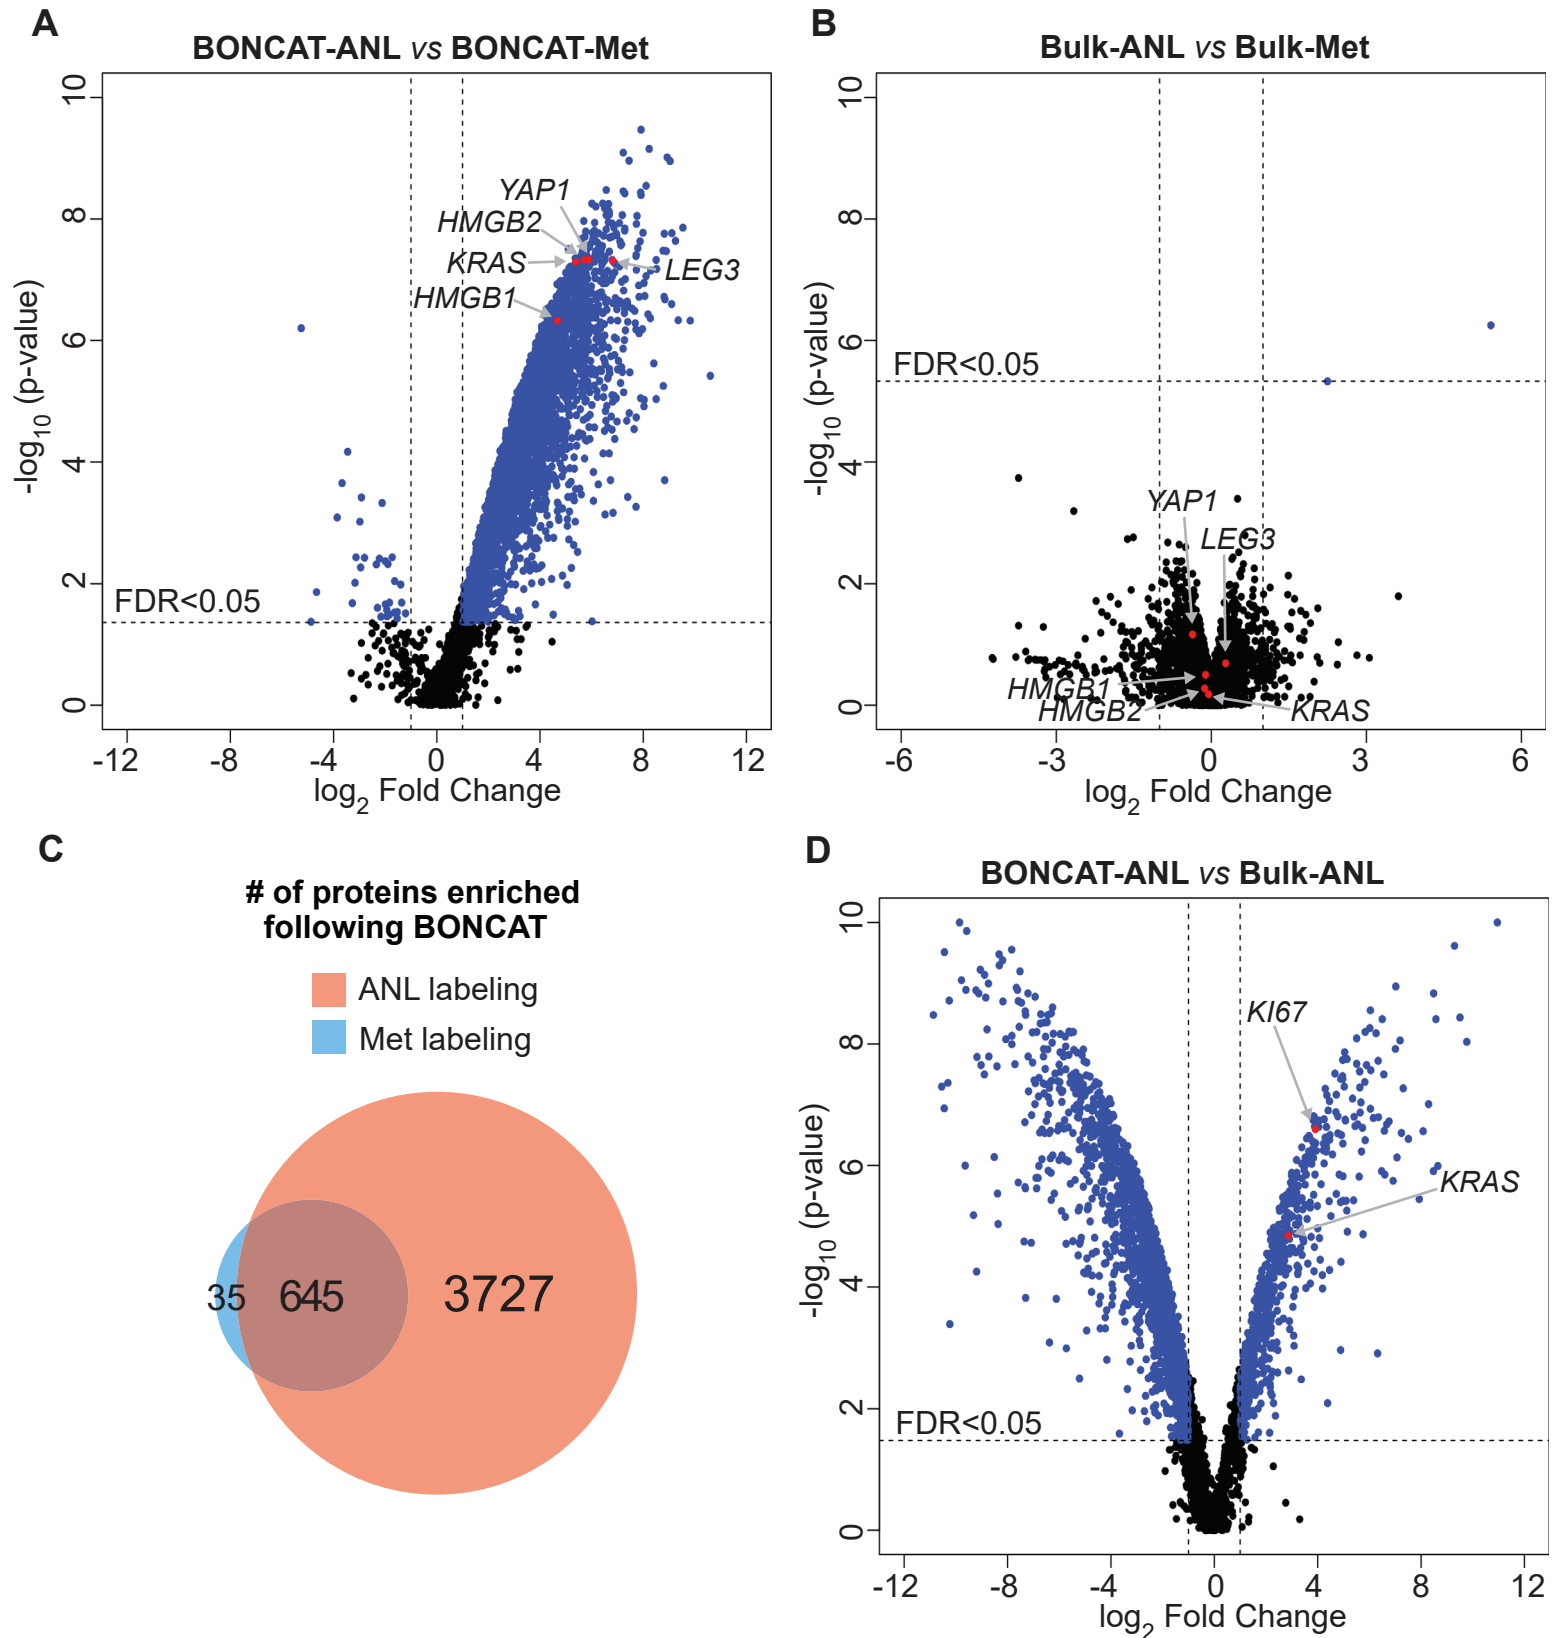 A
BONCAT-ANL vs BONCAT-Met
-log10 (p-value)
10
8
6
4
2
0
YAP1
HMGB2
KRAS
LEG3
HMGB1
FDR<0.05
-12 -8 -4 0 4 8 12
log2 Fold Change
B
Bulk-ANL vs Bulk-Met
-log10 (p-value)
10
8
6
4
2
0
FDR<0.05
YAP1
LEG3
HMGB1
HMGB2
KRAS
-6 -3 0 3 6
log2 Fold Change
C
# of proteins enriched
following BONCAT
ANL labeling
Met labeling
35 645 3727
D
BONCAT-ANL vs Bulk-ANL
-log10 (p-value)
10
8
6
4
2
0
KI67
KRAS
FDR<0.05
-12 -8 -4 0 4 8 12
log2 Fold Change